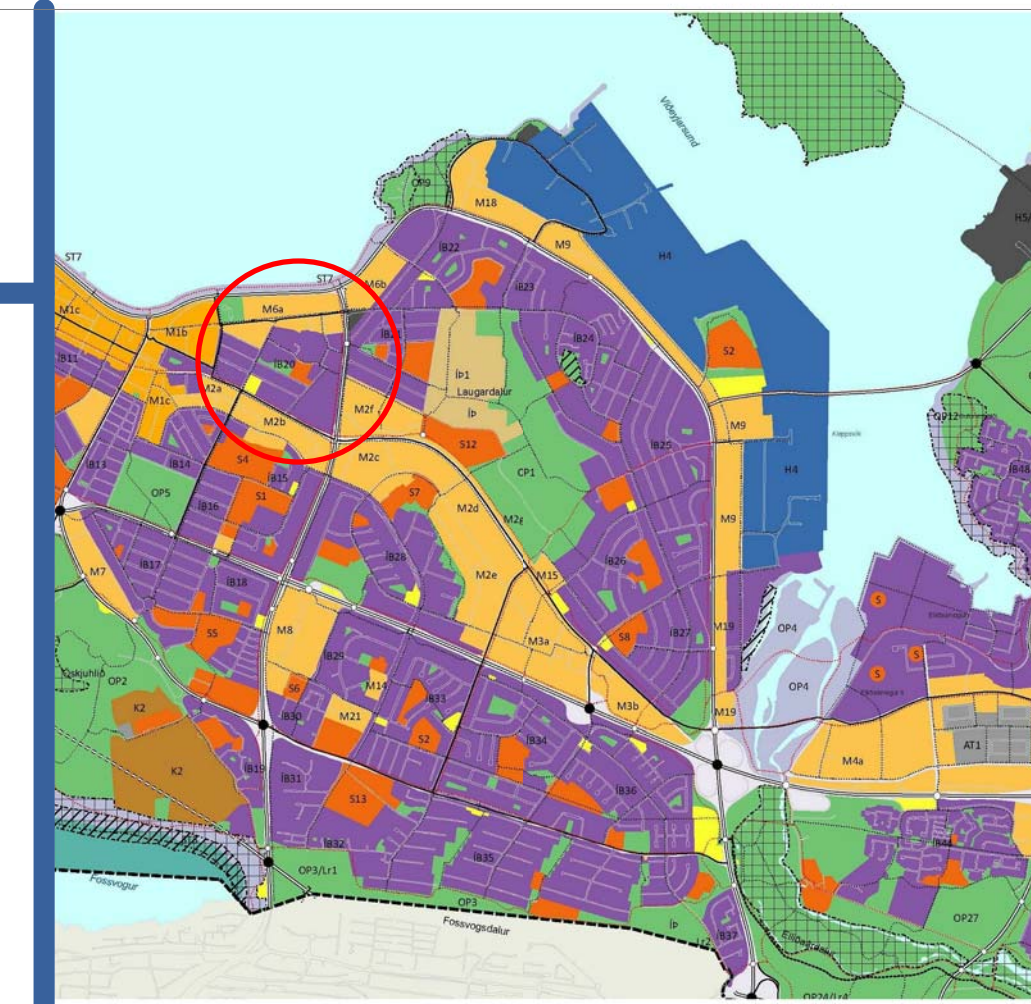 Viðeyjarsund
OP9
M18
H5/
ÍB22
M9
H4
ST7
ST7
M6b
ÍB23
M6a
M1c
M1b
ÍB24
S2
ÍB11
ÍB20
ÍÞ1
Laugardalur
M2a
M1c
M2f
ÍÞ
M9
OP12
M2b
S12
ÍB25
Kleppsvík
S4
M2c
ÍB13
ÍB14
ÍB15
CP1
H4
ÍB48
OP5
S1
S7
M2d
ÍB16
M9
ÍB28
ÍB26
ÍB17
M7
ÍB18
M2e
M15
S
M8
M3a
S8
ÍB27
M19
OP4
S5
S
ÍB29
S
Öskjuhlíð
OP2
M14
OP4
S6
ÍB33
K2
M21
M3b
M19
ÍB30
S2
ÍB34
AT1
M4a
K2
ÍB19
ÍB31
ÍB36
S13
ÍB32
ÍB44
ÍB35
OP3/Lr1
Fossvogur
OP3
OP27
Fossvogsdalur
ÍÞ
ÍB37
Elliðaárdalur